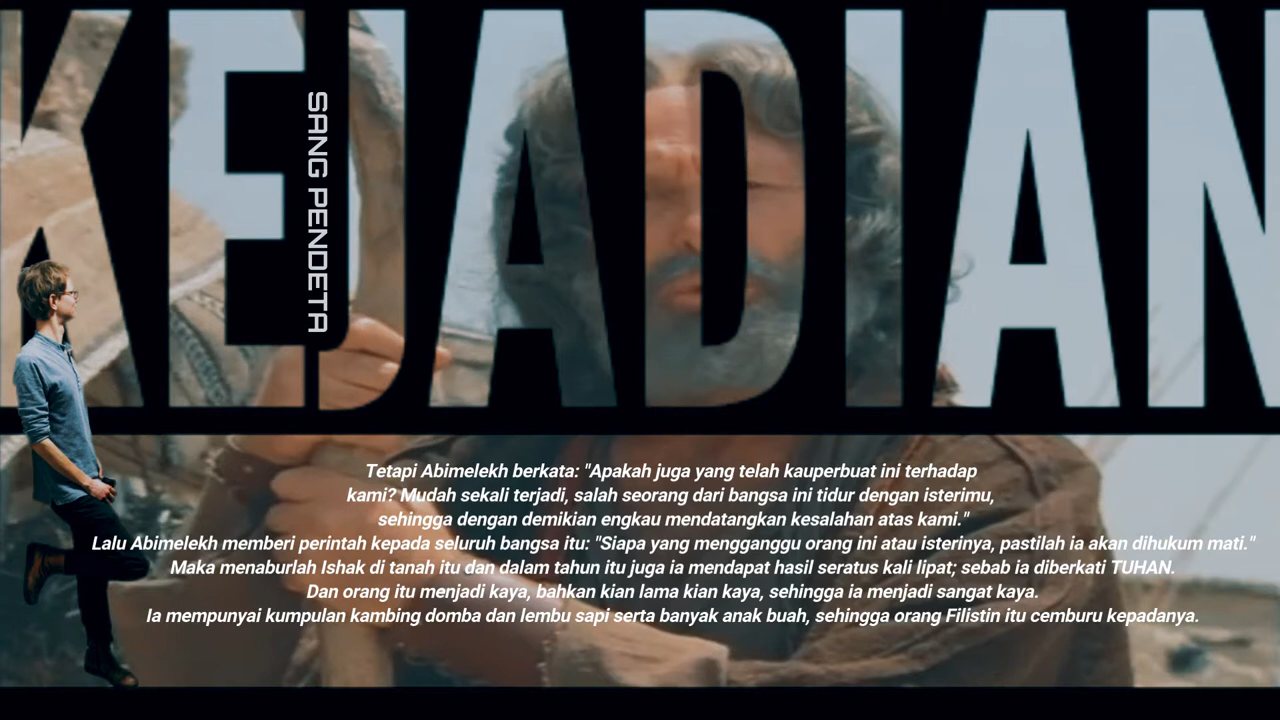 KEJADIAN
SANG PENDETA
Tetapi Abimelekh berkata: "Apakah juga yang telah kauperbuat ini terhadap
kami? Mudah sekali terjadi, salah seorang dari bangsa ini tidur dengan isterimu,
sehingga dengan demikian engkau mendatangkan kesalahan atas kami."
Lalu Abimelekh memberi perintah kepada seluruh bangsa itu: "Siapa yang mengganggu orang ini atau isterinya, pastilah ia akan dihukum mati."
Maka menaburlah Ishak di tanah itu dan dalam tahun itu juga ia mendapat hasil seratus kali lipat; sebab ia diberkati TUHAN.
Dan orang itu menjadi kaya, bahkan kian lama kian kaya, sehingga ia menjadi sangat kaya.
Ia mempunyai kumpulan kambing domba dan lembu sapi serta banyak anak buah, sehingga orang Filistin itu cemburu kepadanya.